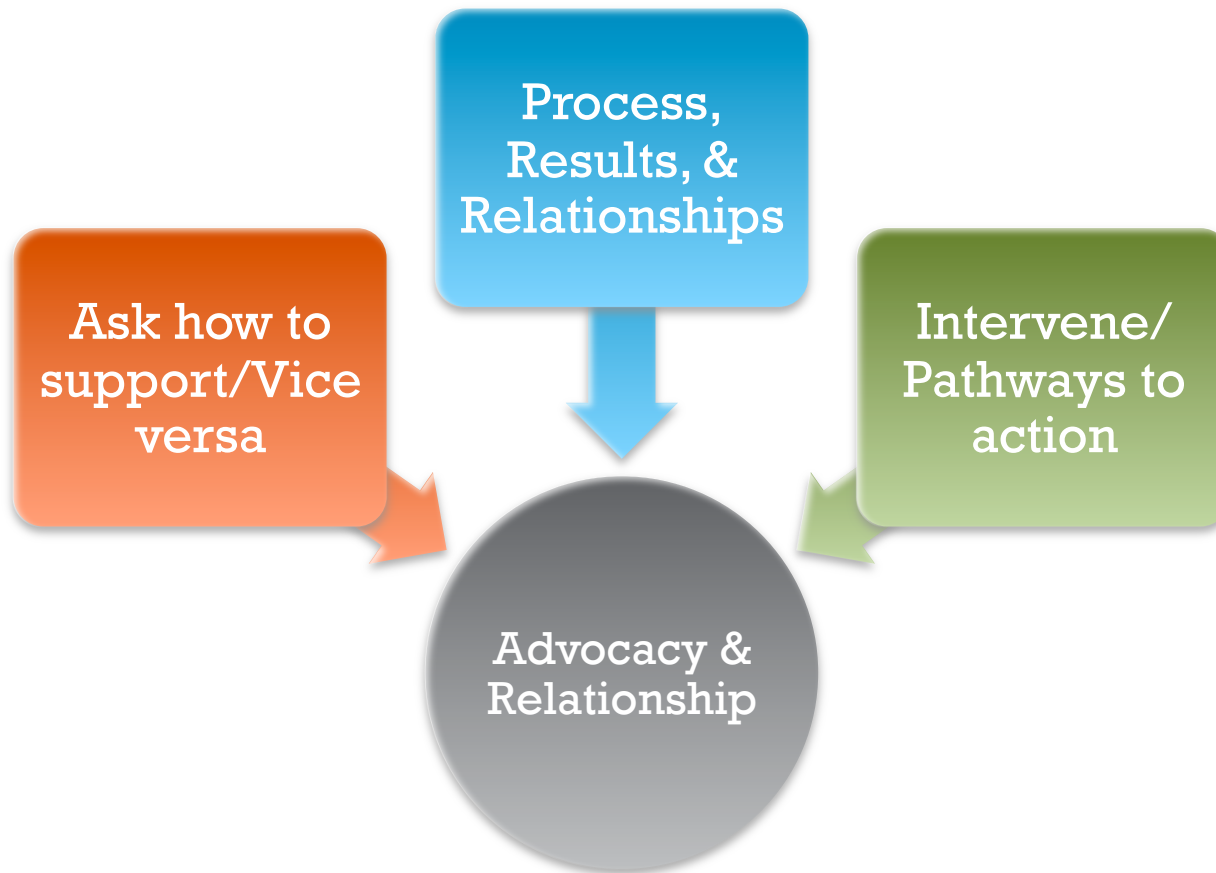 Process,
Results, &
Relationships
Ask how to
support/Vice
versa
Intervene/
Pathways to
action
Advocacy &
Relationship